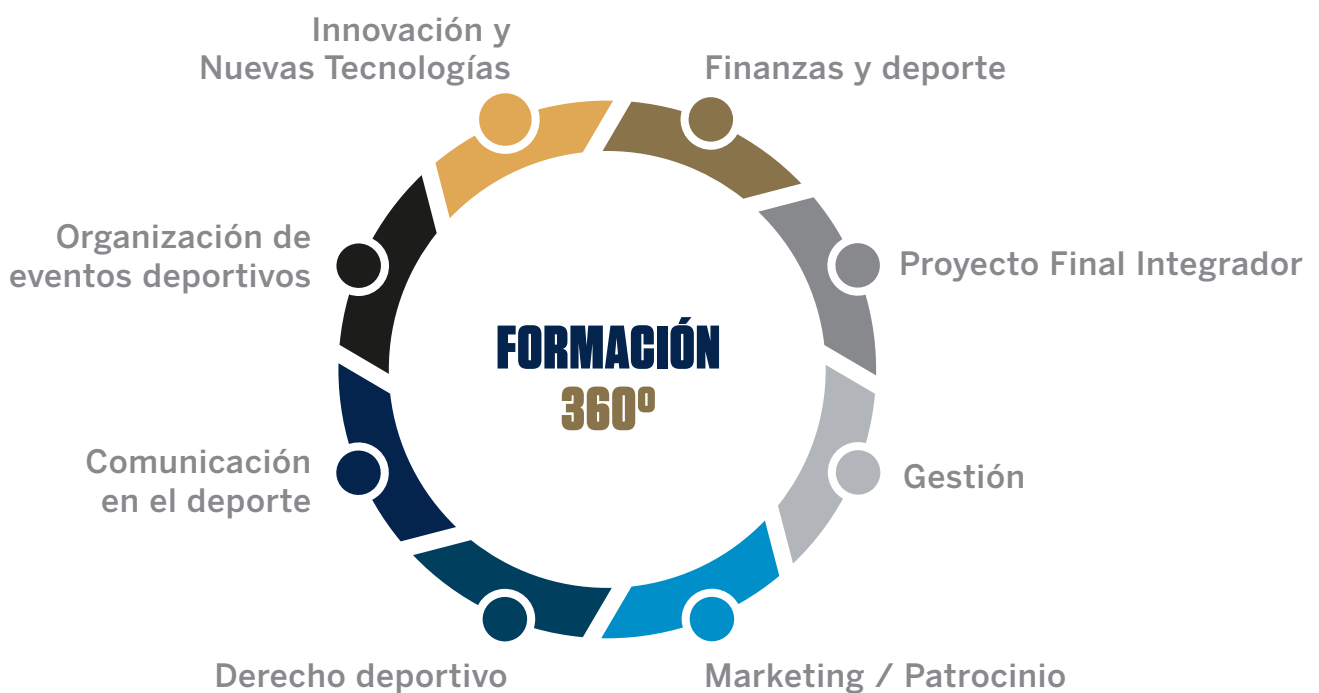 Innovación y
Nuevas Tecnologías
Finanzas y deporte
Organización de
eventos deportivos
Proyecto Final Integrador
FORMACIÓN
360º
Comunicación
en el deporte
Gestión
Derecho deportivo
Marketing / Patrocinio